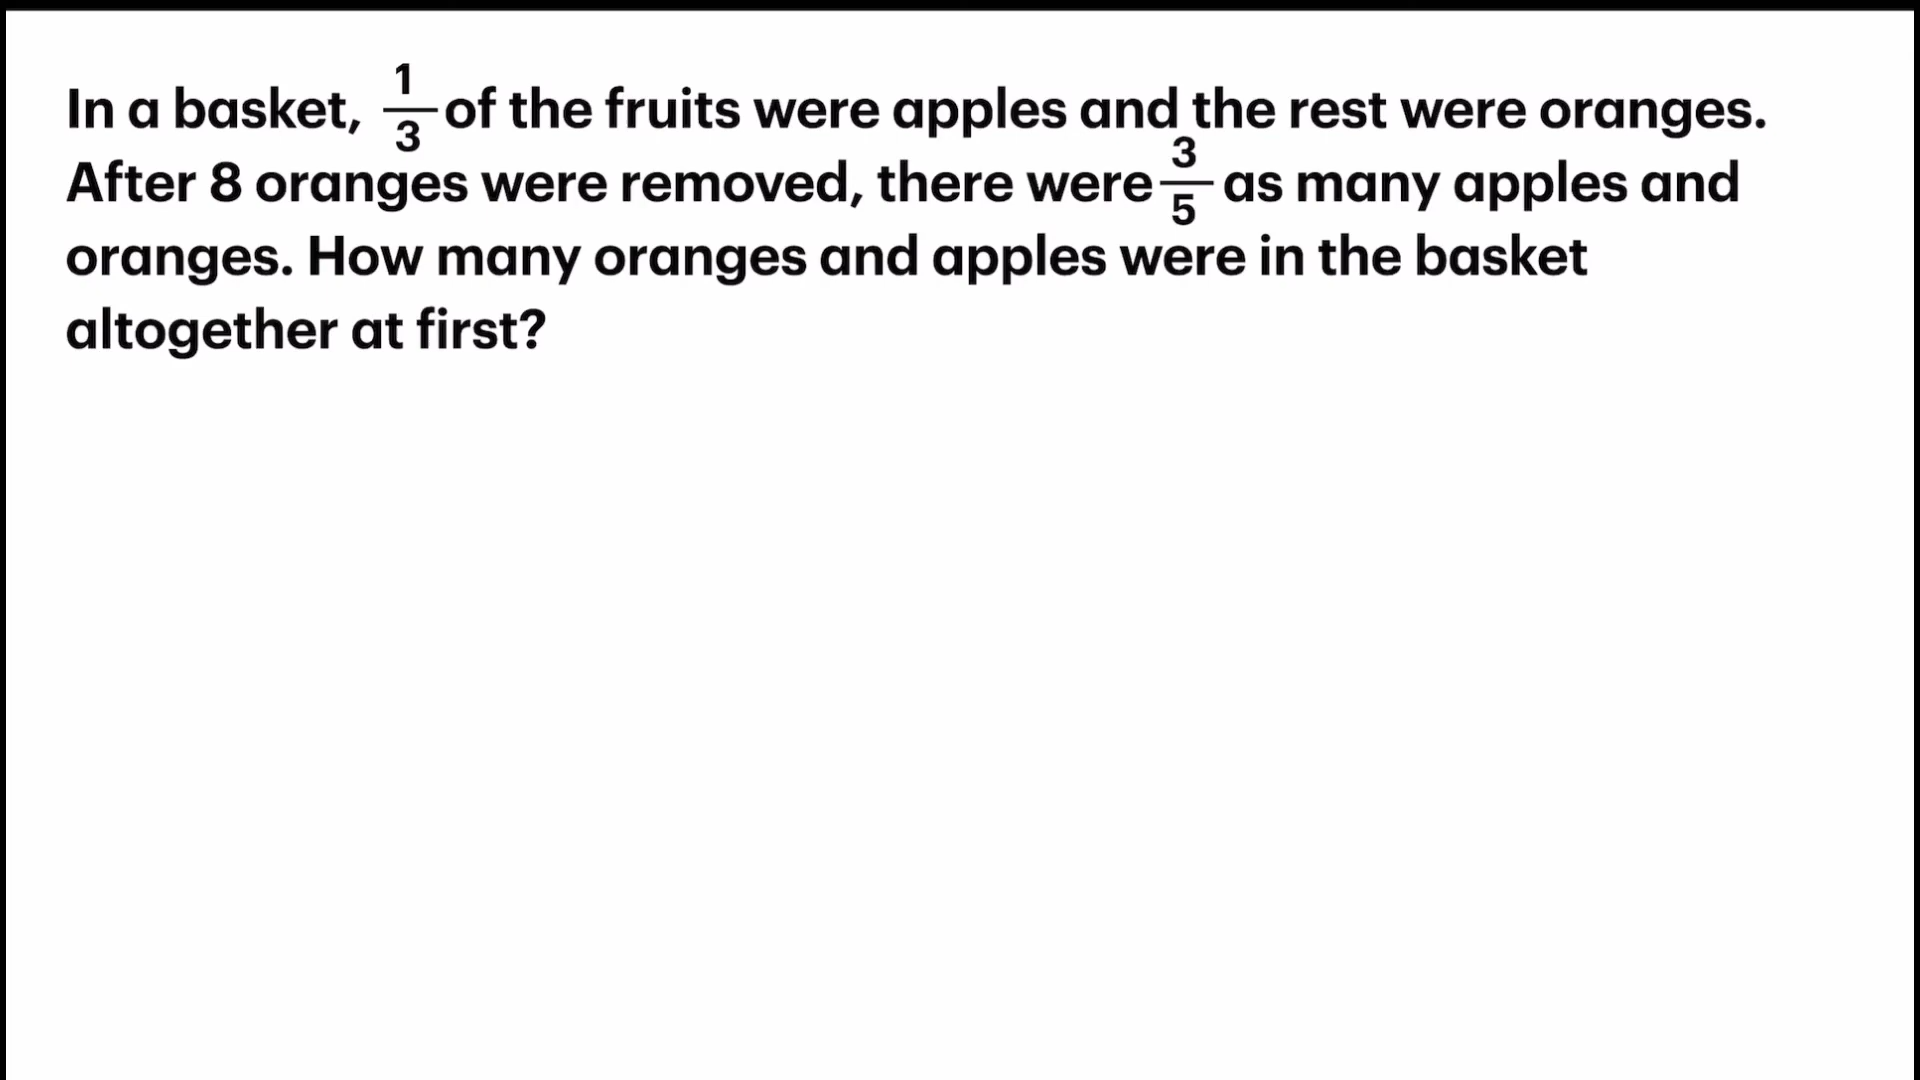 In a basket, 1/3 of the fruits were apples and the rest were oranges.
After 8 oranges were removed, there were 3/5 as many apples and
oranges. How many oranges and apples were in the basket
altogether at first?